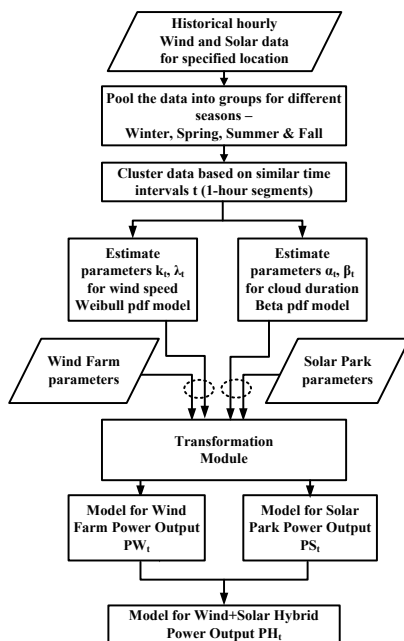 Historical hourly
Wind and Solar data
for specified location
Pool the data into groups for different
seasons –
Winter, Spring, Summer & Fall
Cluster data based on similar time
intervals t (1-hour segments)
Estimate
parameters kt, λt
for wind speed
Weibull pdf model
Estimate
parameters αt, βt
for cloud duration
Beta pdf model
Wind Farm
parameters
Solar Park
parameters
Transformation
Module
Model for Wind
Farm Power Output
PWt
Model for Solar
Park Power Output
PSt
Model for Wind+Solar Hybrid
Power Output PHt